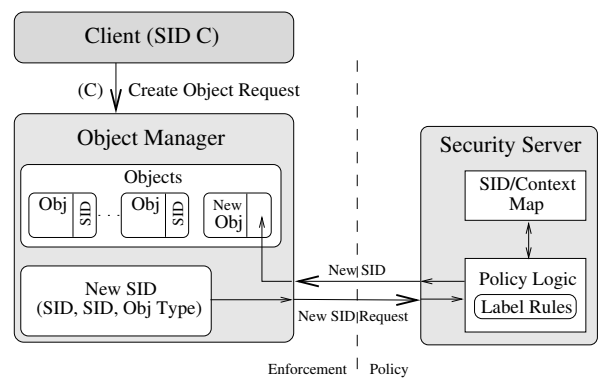 Client (SID C)
(C) Create Object Request
Object Manager
Security Server
Objects
Obj SID . . . Obj SID New Obj
SID/Context
Map
New SID
Policy Logic
Label Rules
New SID
(SID, SID, Obj Type)
New SID Request
Enforcement Policy